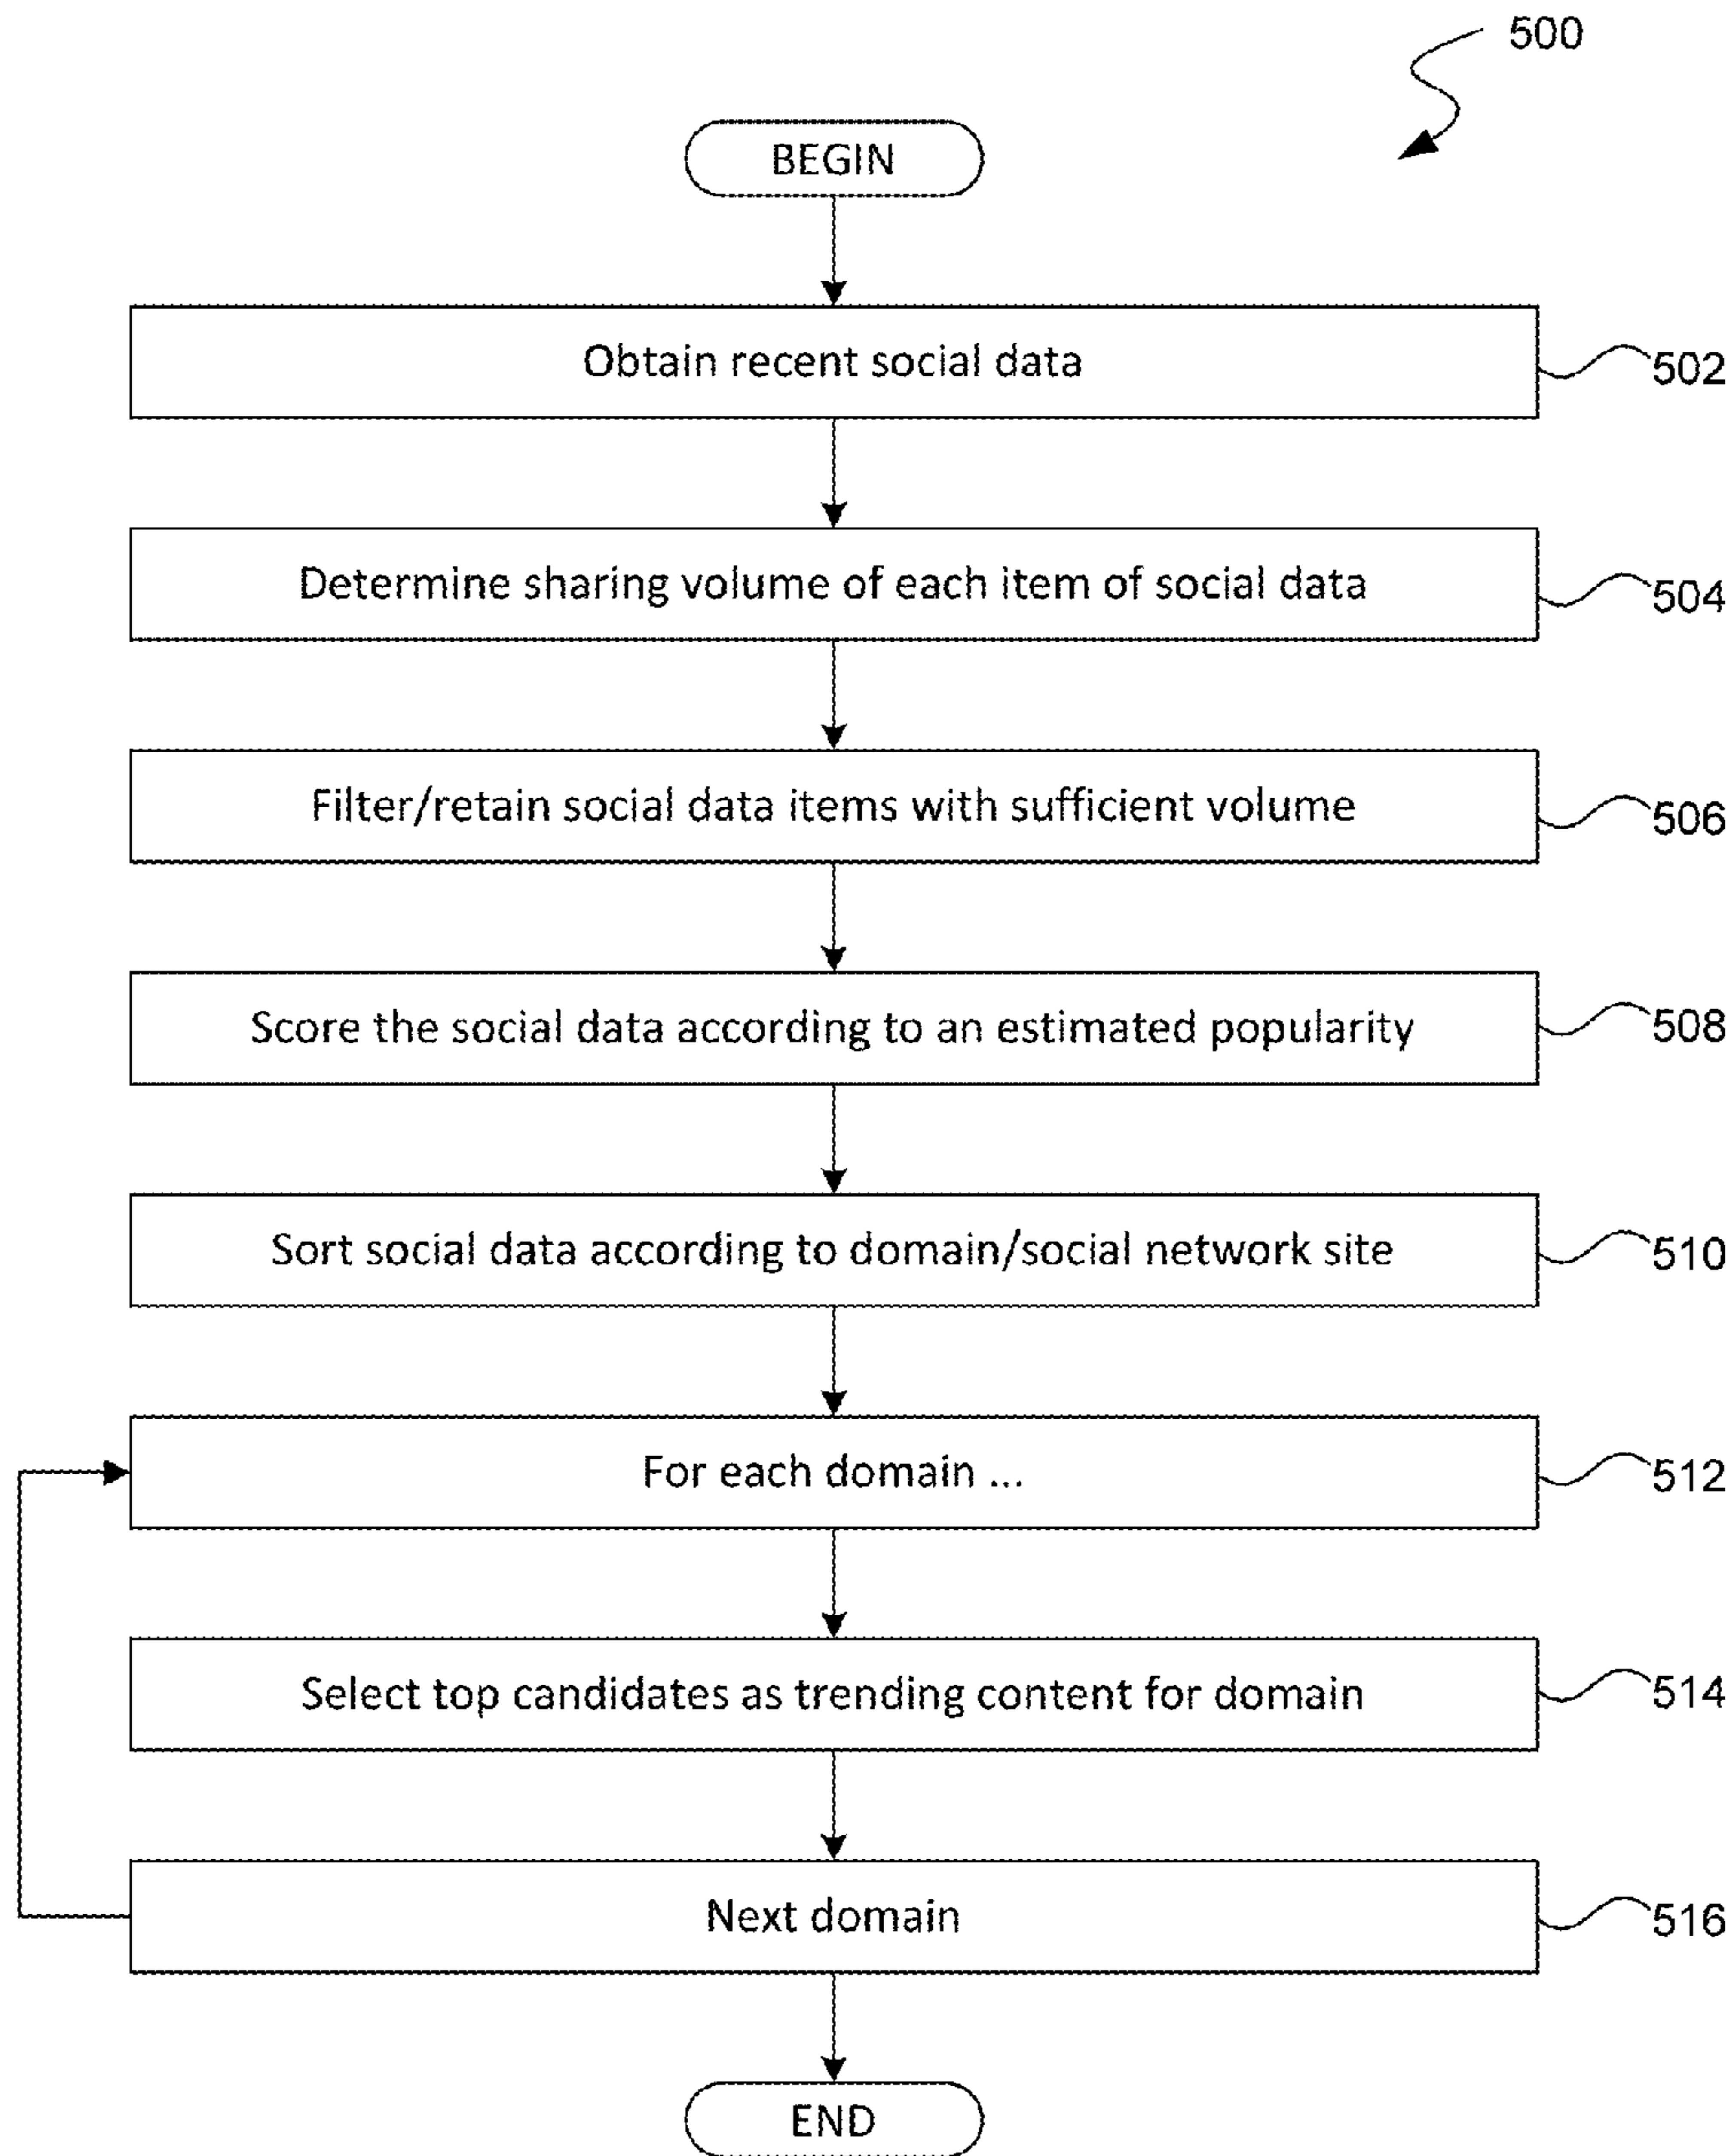 500
BEGIN
Obtain recent social data
502
Determine sharing volume of each item of social data
504
Filter/retain social data items with sufficient volume
506
Score the social data according to an estimated popularity
508
Sort social data according to domain/social network site
510
For each domain ...
512
Select top candidates as trending content for domain
514
Next domain
516
END